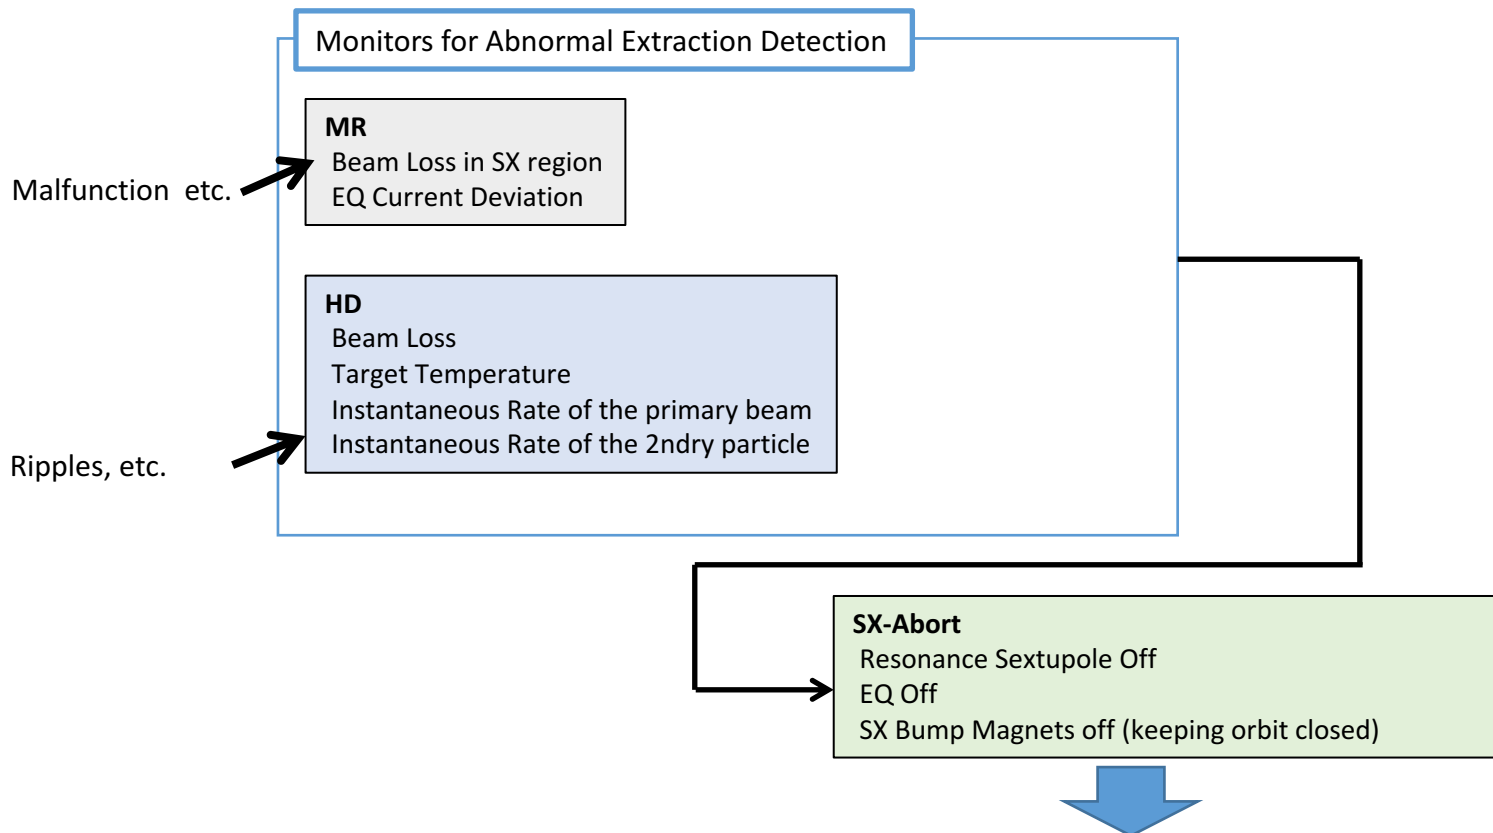 Monitors for Abnormal Extraction Detection
MR
Beam Loss in SX region
EQ Current Deviation
Malfunction  etc.
HD
Beam Loss
Target Temperature
Instantaneous Rate of the primary beam
Instantaneous Rate of the 2ndry particle
Ripples, etc.
SX-Abort
Resonance Sextupole Off
EQ Off
SX Bump Magnets off (keeping orbit closed)